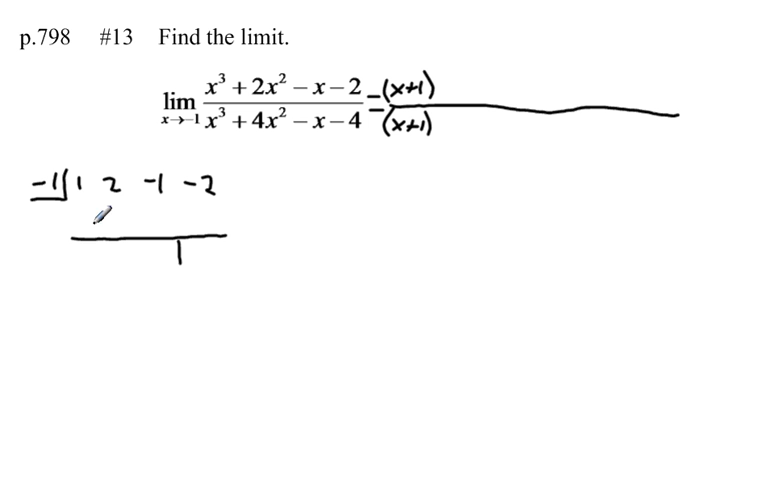 p.798 #13 Find the limit.
lim x→-1 (x³ + 2x² − x − 2)/(x³ + 4x² − x − 4) = (x+1)/(x+1)
-1 1 2 -1 -2